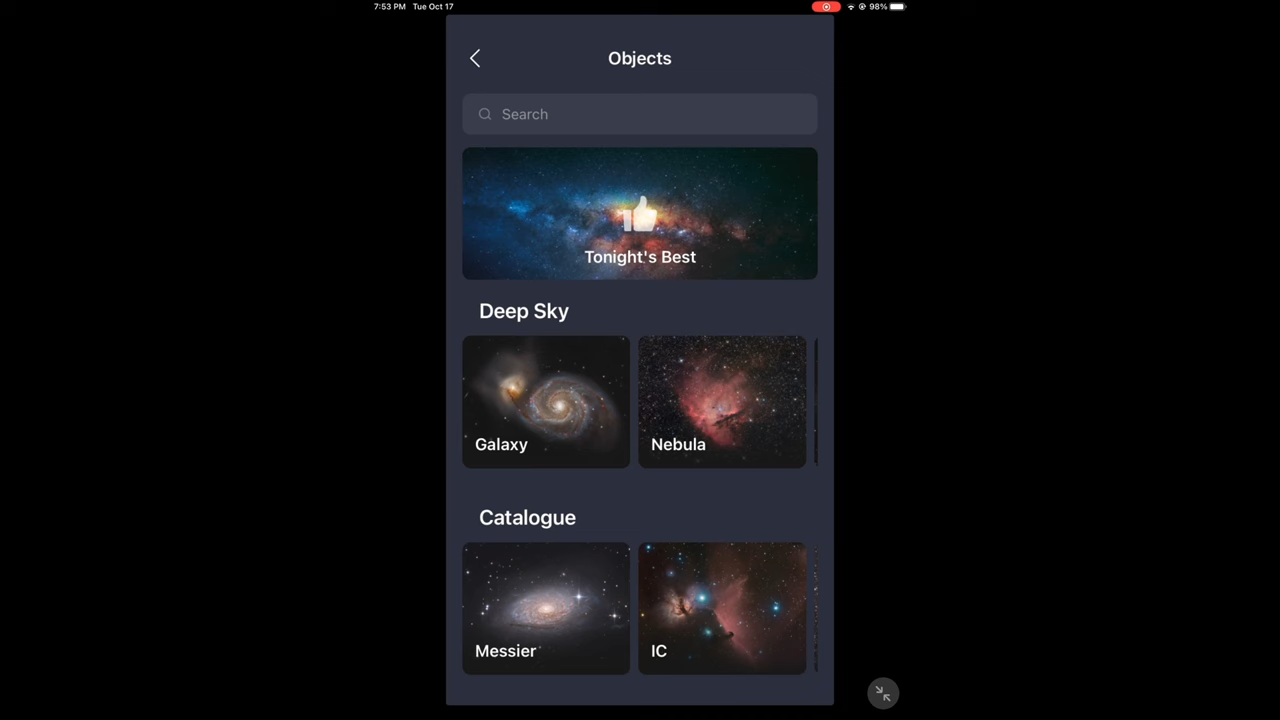 7:53 PM Tue Oct 17
98%
Objects
Search
Tonight's Best
Deep Sky
Galaxy
Nebula
Catalogue
Messier
IC